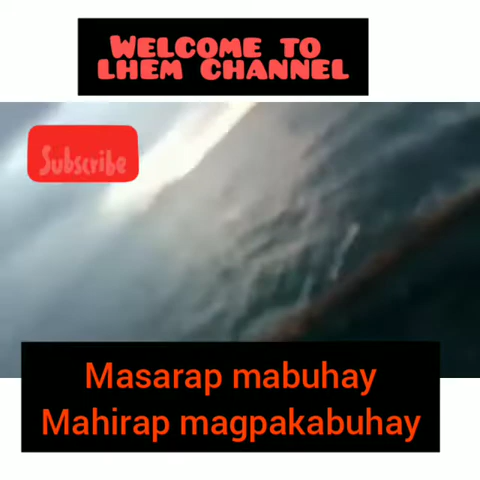 Welcome to
Lhem Channel
Subscribe
Masarap mabuhay
Mahirap magpakabuhay